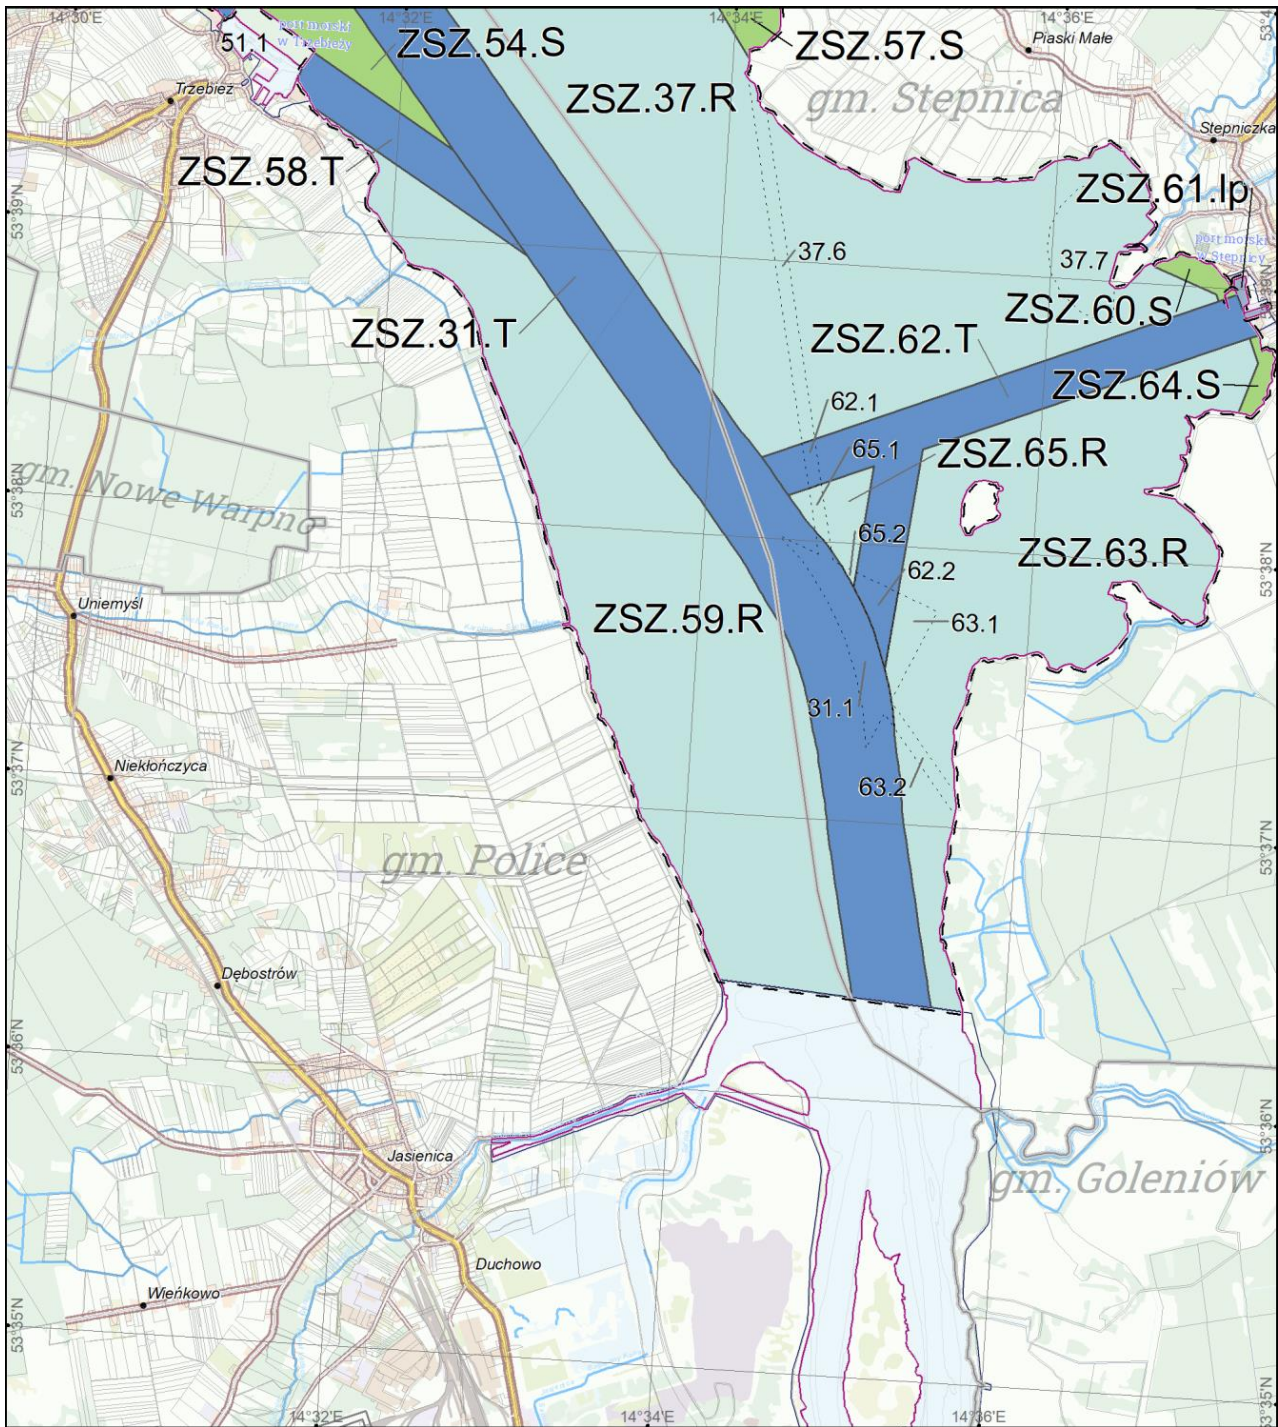 14°30'E
14°32'E
14°34'E
14°36'E
53°4
51.1
port morski
w Trzebieży
ZSZ.54.S
ZSZ.57.S
Piaski Małe
Trzebież
ZSZ.37.R
gm. Stepnica
Stepniczka
ZSZ.58.T
ZSZ.61.Ip
53°39'N
port morski
w Stepnicy
37.6
37.7
53°39'N
ZSZ.60.S
ZSZ.31.T
ZSZ.62.T
ZSZ.64.S
62.1
65.1
ZSZ.65.R
gm. Nowe Warpno
53°38'N
65.2
ZSZ.63.R
53°38'N
62.2
Uniemyśl
ZSZ.59.R
63.1
31.1
53°37'N
Niekłończyca
63.2
gm. Police
53°37'N
Dębostrów
53°36'N
53°36'N
Jasienica
gm. Goleniów
Duchowo
Wieńkowo
53°35'N
53°35'N
14°32'E
14°34'E
14°36'E